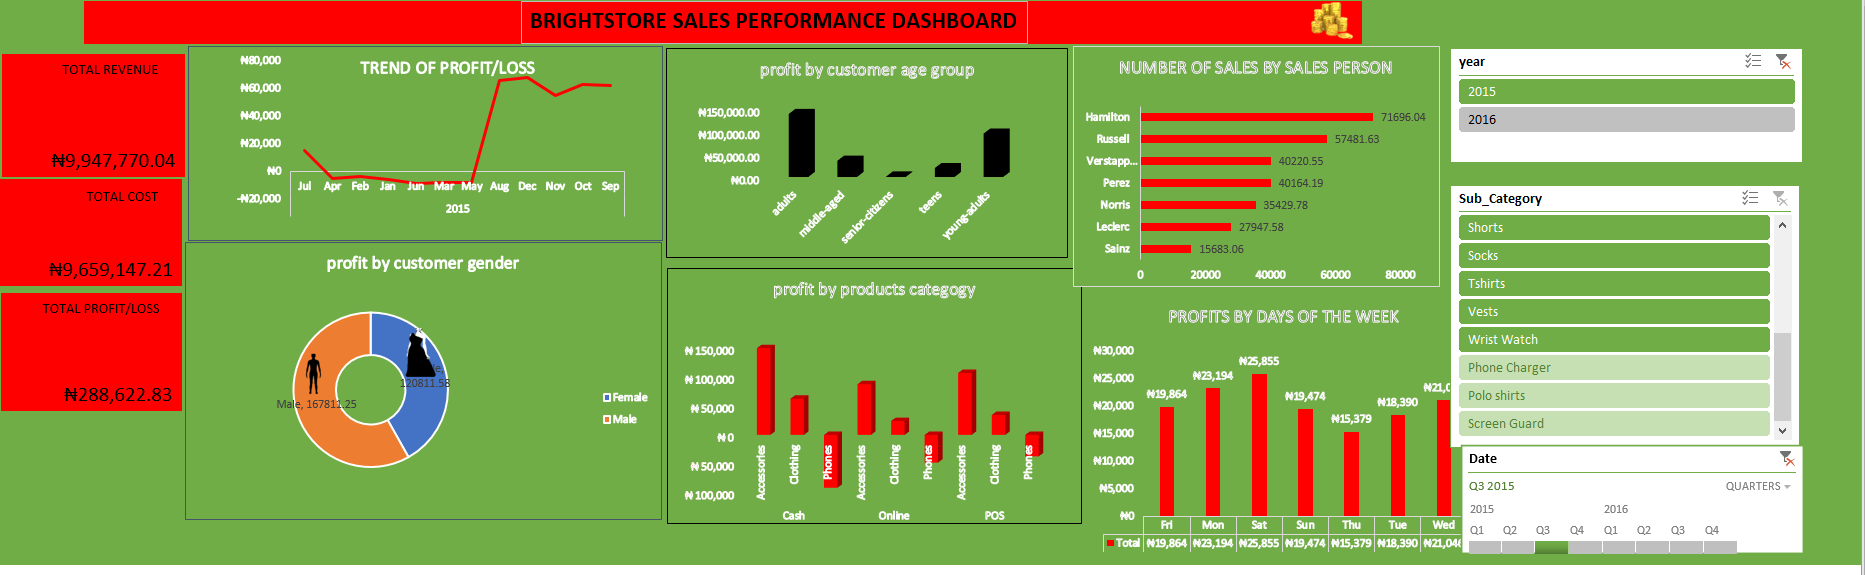 BRIGHTSTORE SALES PERFORMANCE DASHBOARD
TOTAL REVENUE
₦9,947,770.04
TOTAL COST
₦9,659,147.21
TOTAL PROFIT/LOSS
₦288,622.83
TREND OF PROFIT/LOSS
₦80,000
₦60,000
₦40,000
₦20,000
₦0
-₦20,000
Jul Apr Feb Jan Jun Mar May Aug Dec Nov Oct Sep
2015
profit by customer gender
Male, 167811.25
120811.58
Female
Male
profit by customer age group
₦150,000.00
₦100,000.00
₦50,000.00
₦0.00
adults
middle-aged
senior-citizens
teens
young-adults
profit by products categogy
₦ 150,000
₦ 100,000
₦ 50,000
₦ 0
₦ 50,000
₦ 100,000
Accessories Clothing Phones Accessories Clothing Phones Accessories Clothing Phones
Cash Online POS
NUMBER OF SALES BY SALES PERSON
Hamilton 71696.04
Russell 57481.63
Verstapp... 40220.55
Perez 40164.19
Norris 35429.78
Leclerc 27947.58
Sainz 15683.06
0 20000 40000 60000 80000
PROFITS BY DAYS OF THE WEEK
₦30,000
₦25,000
₦20,000
₦15,000
₦10,000
₦5,000
₦0
₦19,864 ₦23,194 ₦25,855 ₦19,474 ₦15,379 ₦18,390
Fri Mon Sat Sun Thu Tue Wed
Total ₦19,864 ₦23,194 ₦25,855 ₦19,474 ₦15,379 ₦18,390 ₦21,046
year
2015
2016
Sub_Category
Shorts
Socks
Tshirts
Vests
Wrist Watch
Phone Charger
Polo shirts
Screen Guard
Date
Q3 2015
QUARTERS
2015 2016
Q1 Q2 Q3 Q4 Q1 Q2 Q3 Q4